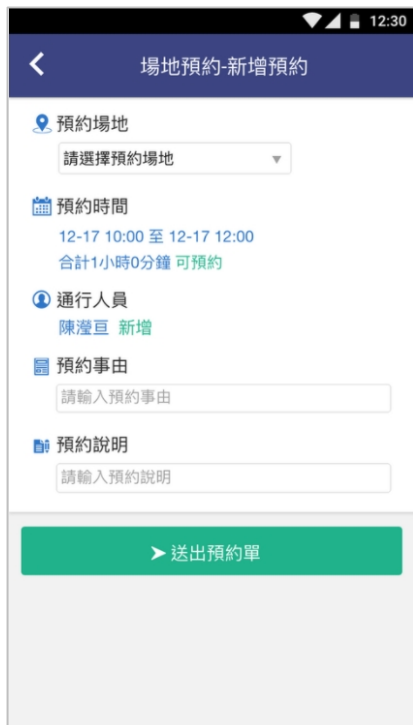 12:30
場地預約-新增預約
預約場地
請選擇預約場地
預約時間
12-17 10:00 至 12-17 12:00
合計1小時0分鐘 可預約
通行人員
陳瀅亘 新增
預約事由
請輸入預約事由
預約說明
請輸入預約說明
送出預約單